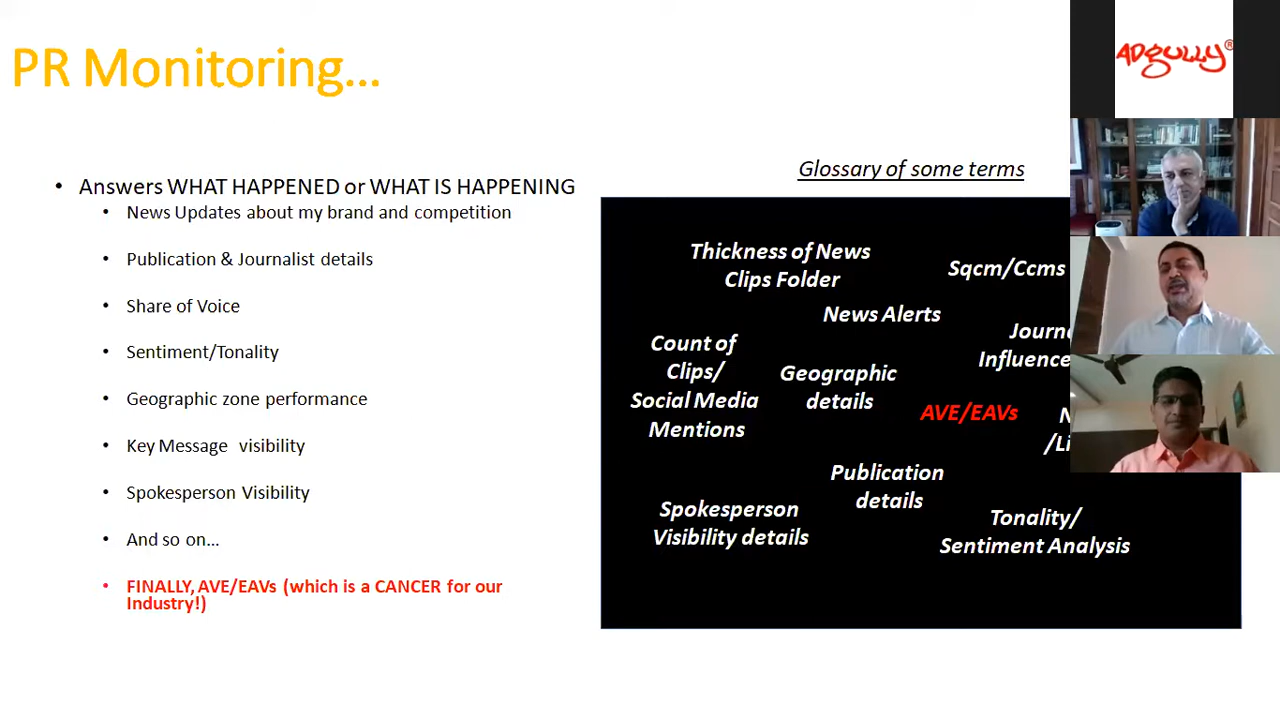 PR Monitoring...
• Answers WHAT HAPPENED or WHAT IS HAPPENING
• News Updates about my brand and competition
• Publication & Journalist details
• Share of Voice
• Sentiment/Tonality
• Geographic zone performance
• Key Message visibility
• Spokesperson Visibility
• And so on...
• FINALLY, AVE/EAVs (which is a CANCER for our
Industry!)
Glossary of some terms
Thickness of News
Clips Folder
Sqcm/Ccms
News Alerts
Count of
Clips/
Social Media
Mentions
Geographic
details
Influence
AVE/EAVs
Publication
details
Spokesperson
Visibility details
Tonality/
Sentiment Analysis
ADGULLY®